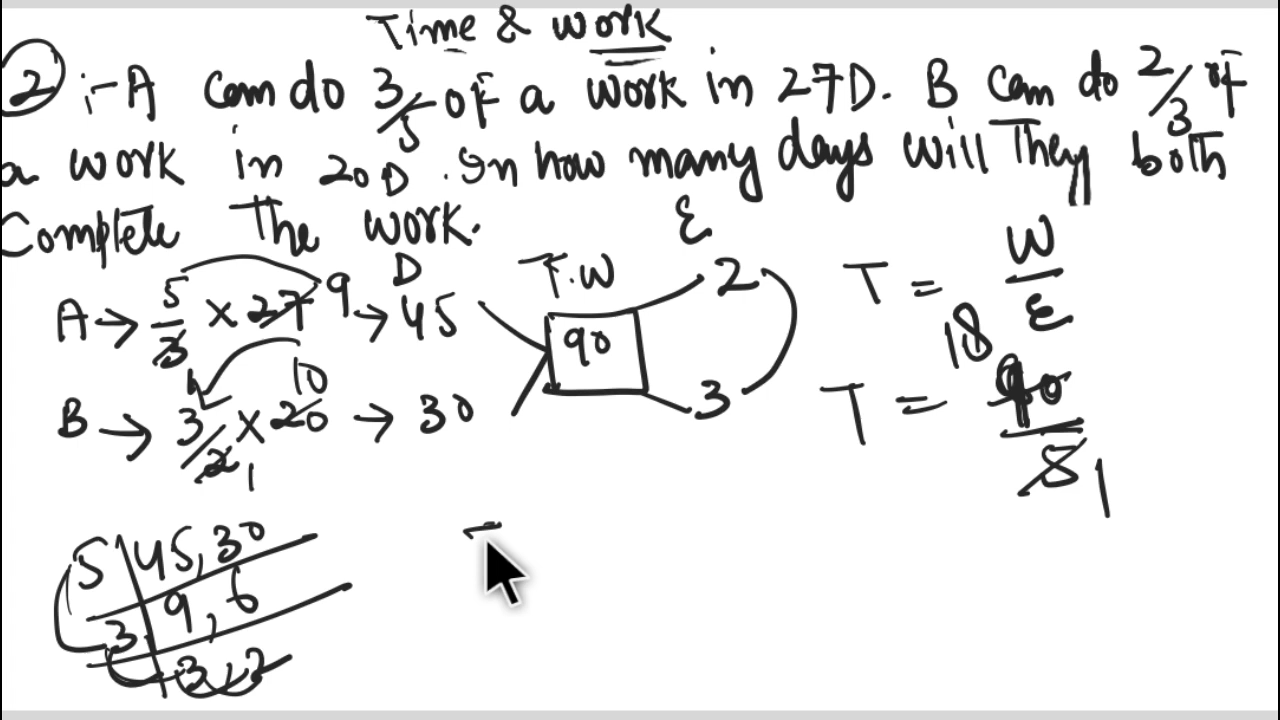 Time & work
2 :- A Can do 3/5 of a work in 27D. B Can do 2/3 of
a work in 20D. In how many days will They both
Complete The work.
D T.W E
A → 5/3 × 27 9 → 45 90 2 T = W/E
B → 3/2 1 × 20 10 → 30 3 T = 18 90/5 1
5 | 45, 30
3 | 9, 6
3, 2